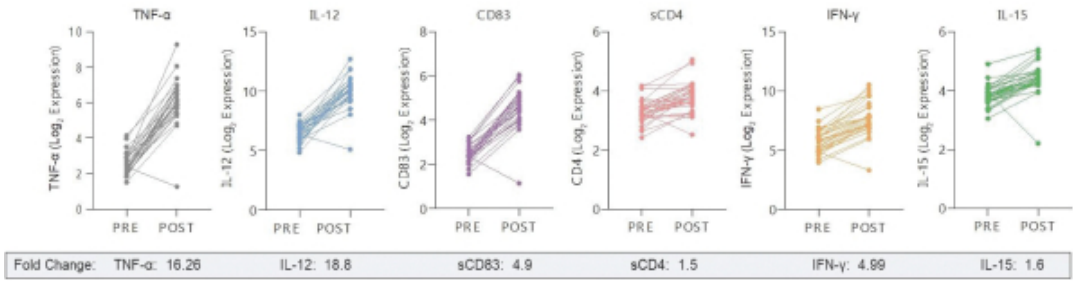 TNF-α IL-12 CD83 sCD4 IFN-γ IL-15
TNF-α (Log₂ Expression)
10
8
6
4
2
0
PRE POST
IL-12 (Log₂ Expression)
15
10
5
0
PRE POST
CD83 (Log₂ Expression)
8
6
4
2
0
PRE POST
CD4 (Log₂ Expression)
6
4
2
0
PRE POST
IFN-γ (Log₂ Expression)
15
10
5
0
PRE POST
IL-15 (Log₂ Expression)
6
4
2
0
PRE POST
Fold Change: TNF-α: 16.26 IL-12: 18.8 sCD83: 4.9 sCD4: 1.5 IFN-γ: 4.99 IL-15: 1.6